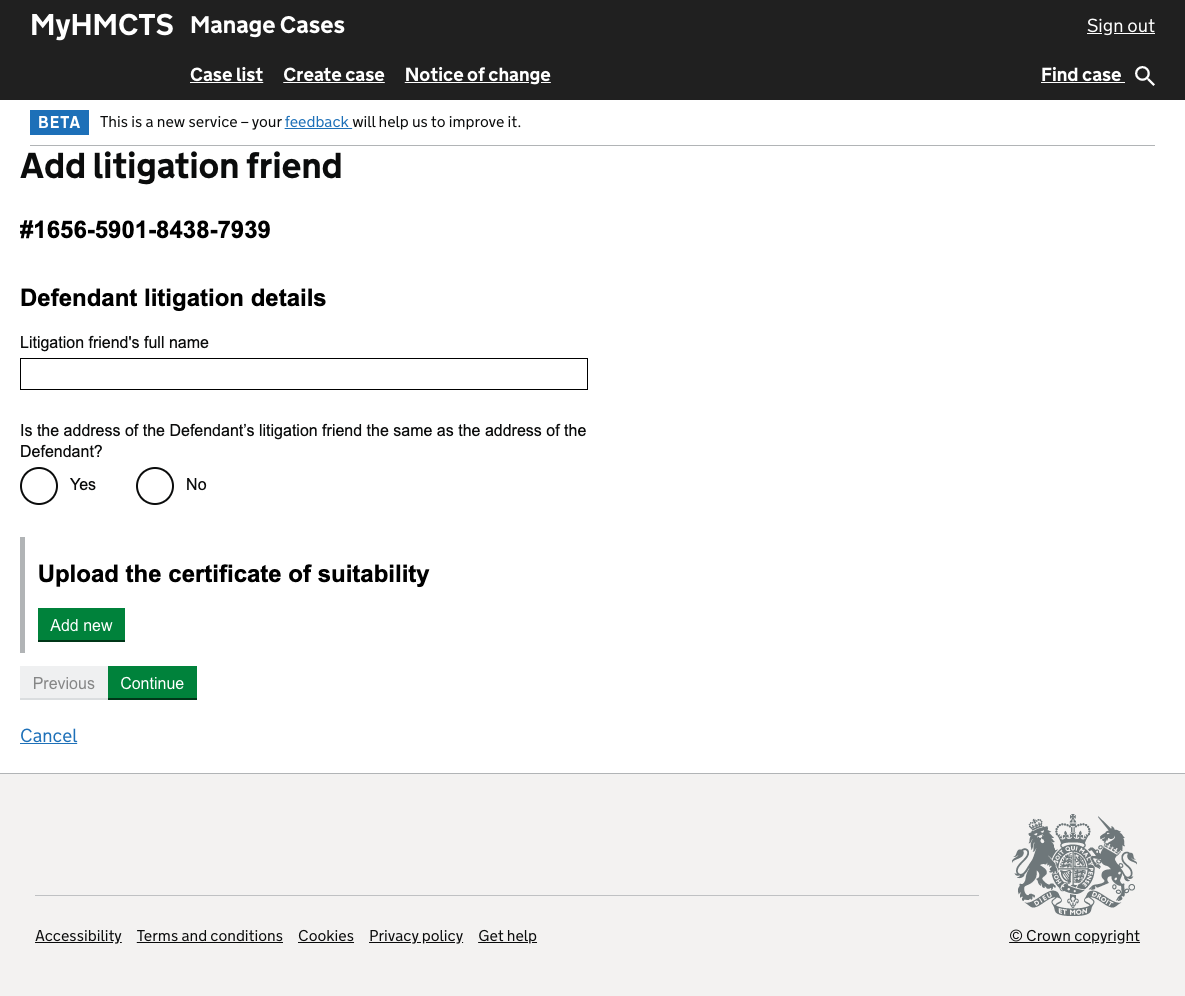 MyHMCTS Manage Cases Sign out
Case list Create case Notice of change Find case
BETA This is a new service – your feedback will help us to improve it.
Add litigation friend
#1656-5901-8438-7939
Defendant litigation details
Litigation friend's full name
Is the address of the Defendant’s litigation friend the same as the address of the
Defendant?
Yes No
Upload the certificate of suitability
Add new
Previous Continue
Cancel
DIEU ET MON DROIT
Accessibility Terms and conditions Cookies Privacy policy Get help © Crown copyright